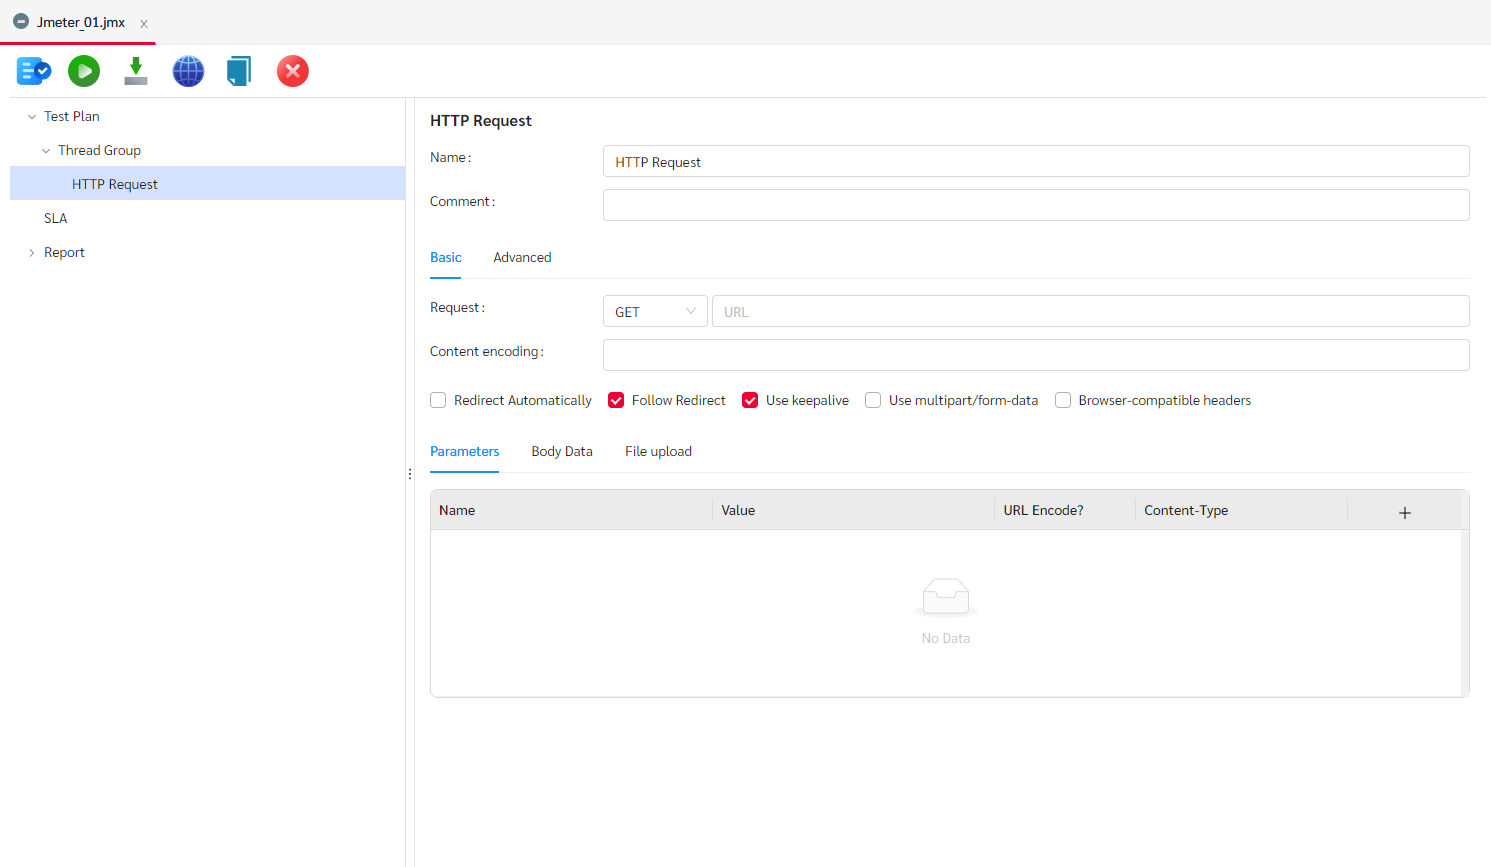 Jmeter_01.jmx
Test Plan
Thread Group
HTTP Request
SLA
Report
HTTP Request
Name:
HTTP Request
Comment:
Basic Advanced
Request:
GET
URL
Content encoding:
Redirect Automatically Follow Redirect Use keepalive Use multipart/form-data Browser-compatible headers
Parameters Body Data File upload
Name Value URL Encode? Content-Type +
No Data